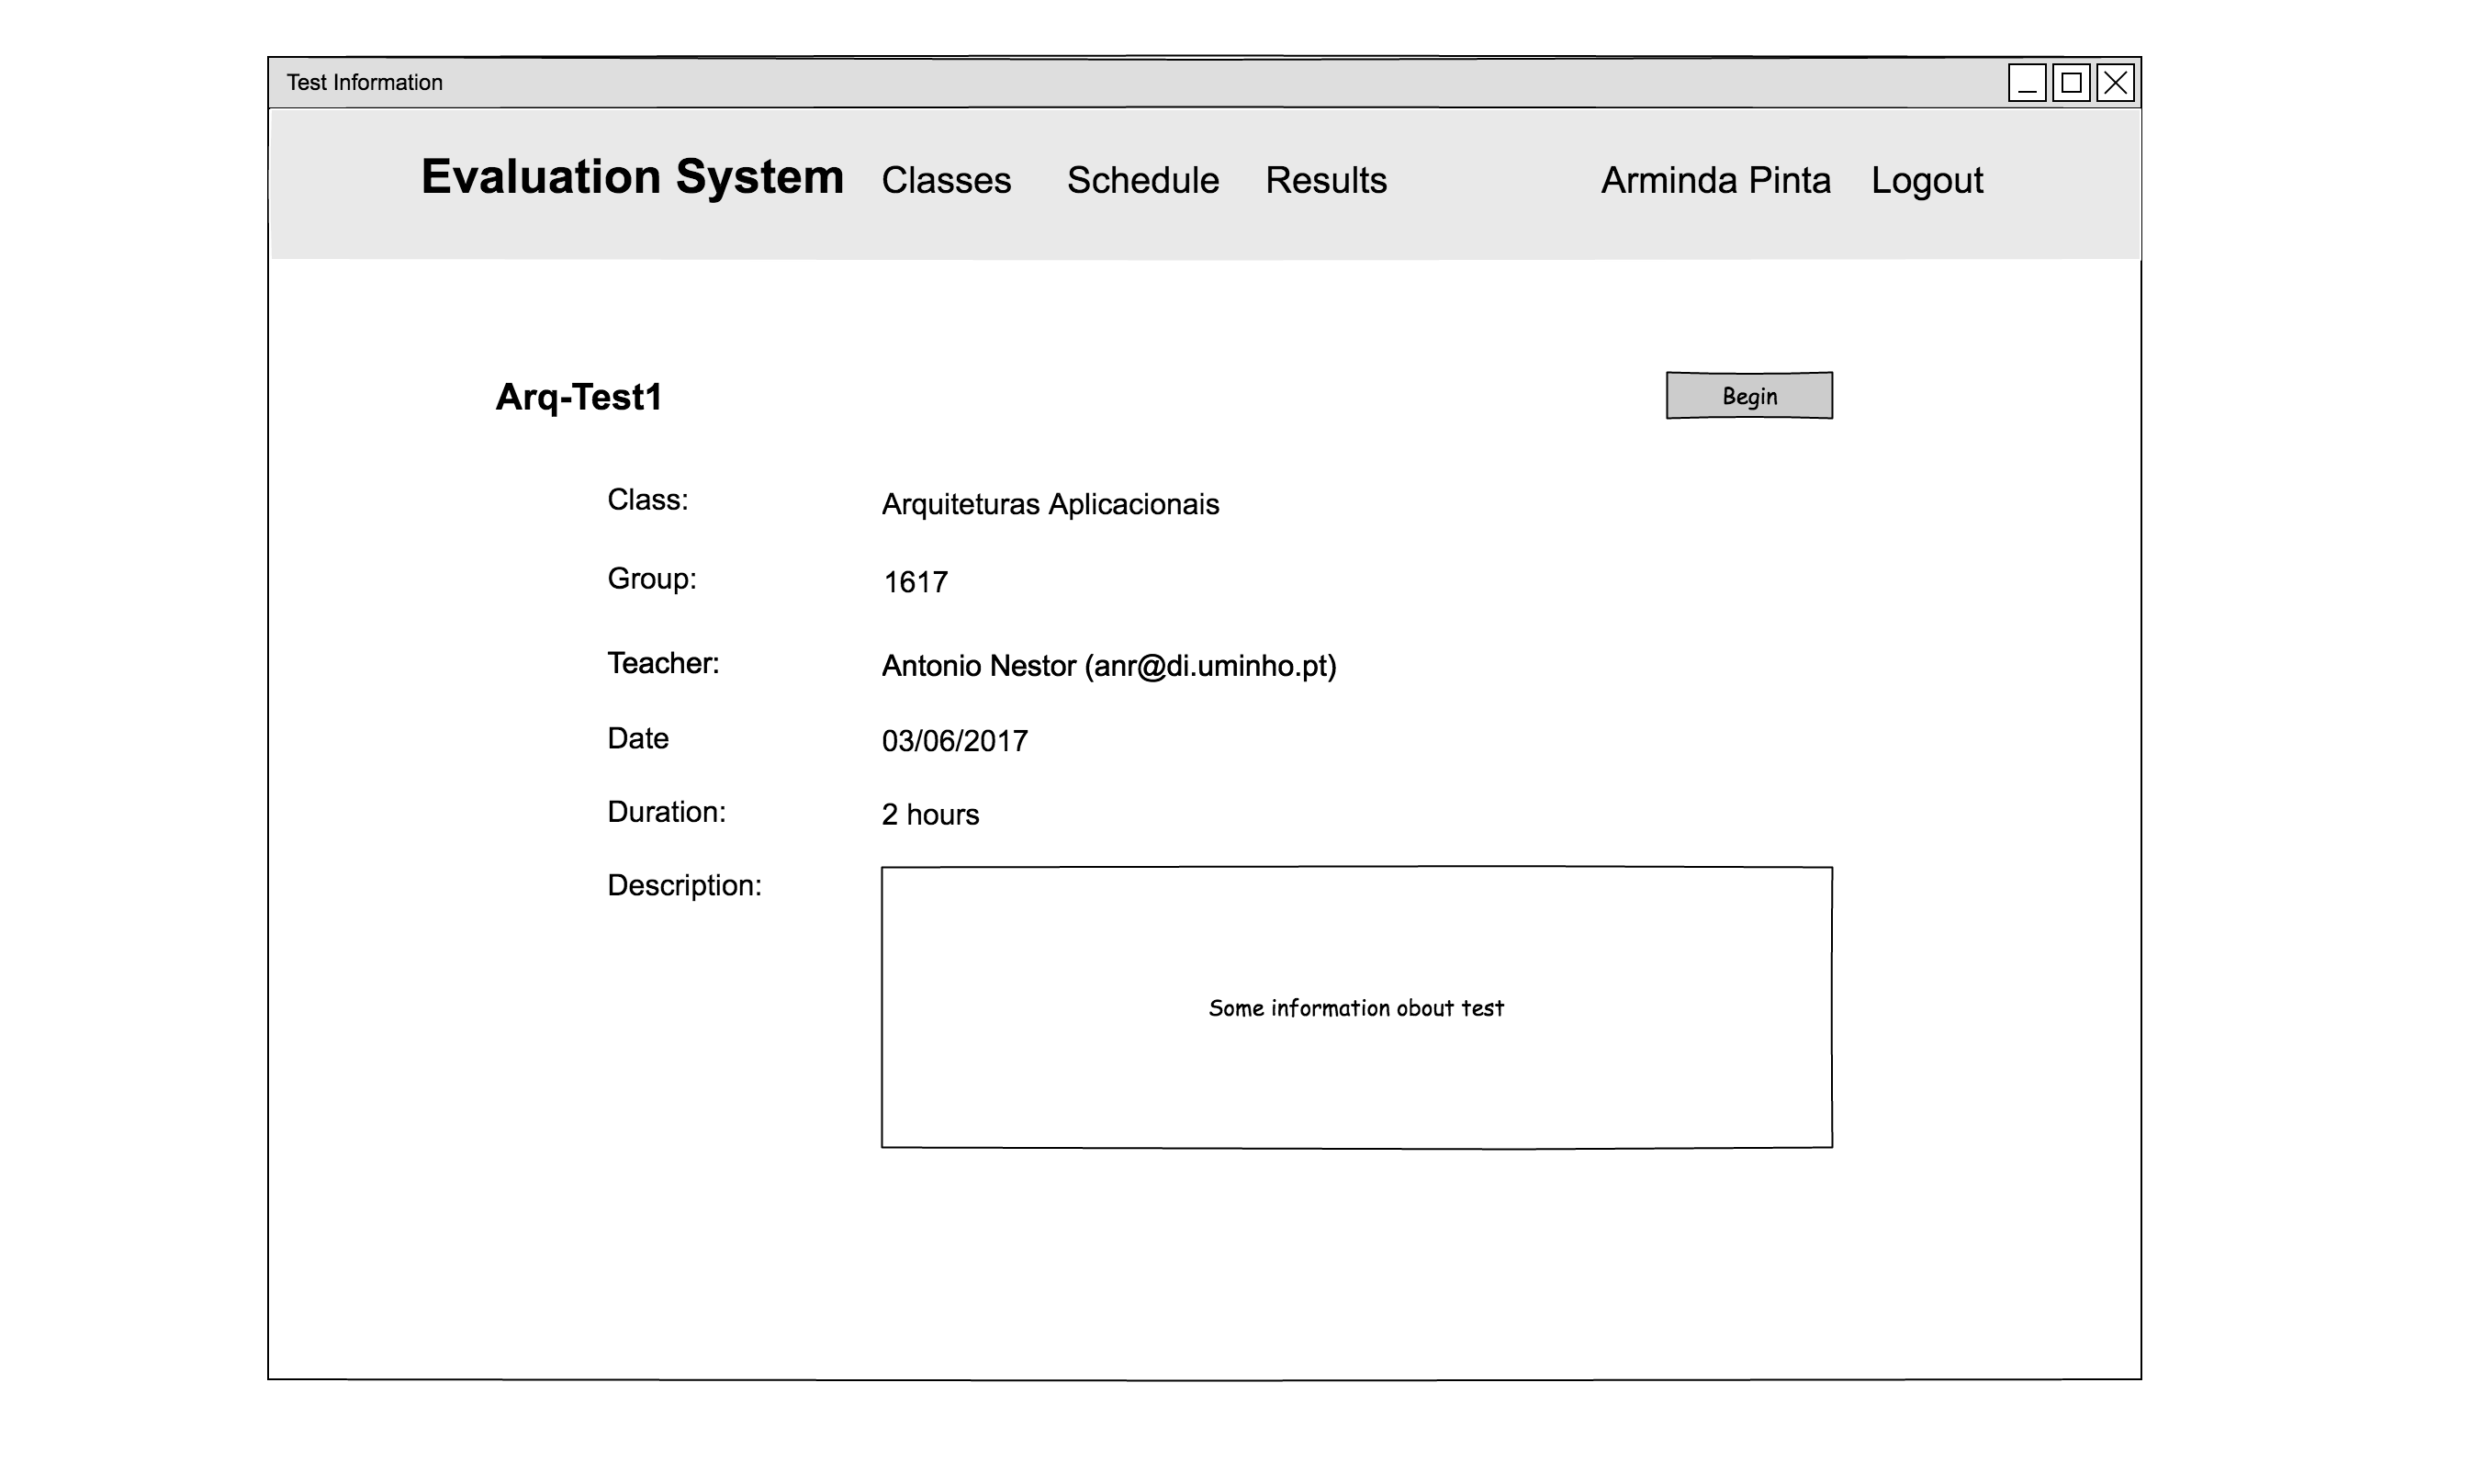 Test Information
Evaluation System Classes Schedule Results Arminda Pinta Logout
Arq-Test1 Begin
Class: Arquiteturas Aplicacionais
Group: 1617
Teacher: Antonio Nestor (anr@di.uminho.pt)
Date 03/06/2017
Duration: 2 hours
Description:
Some information obout test